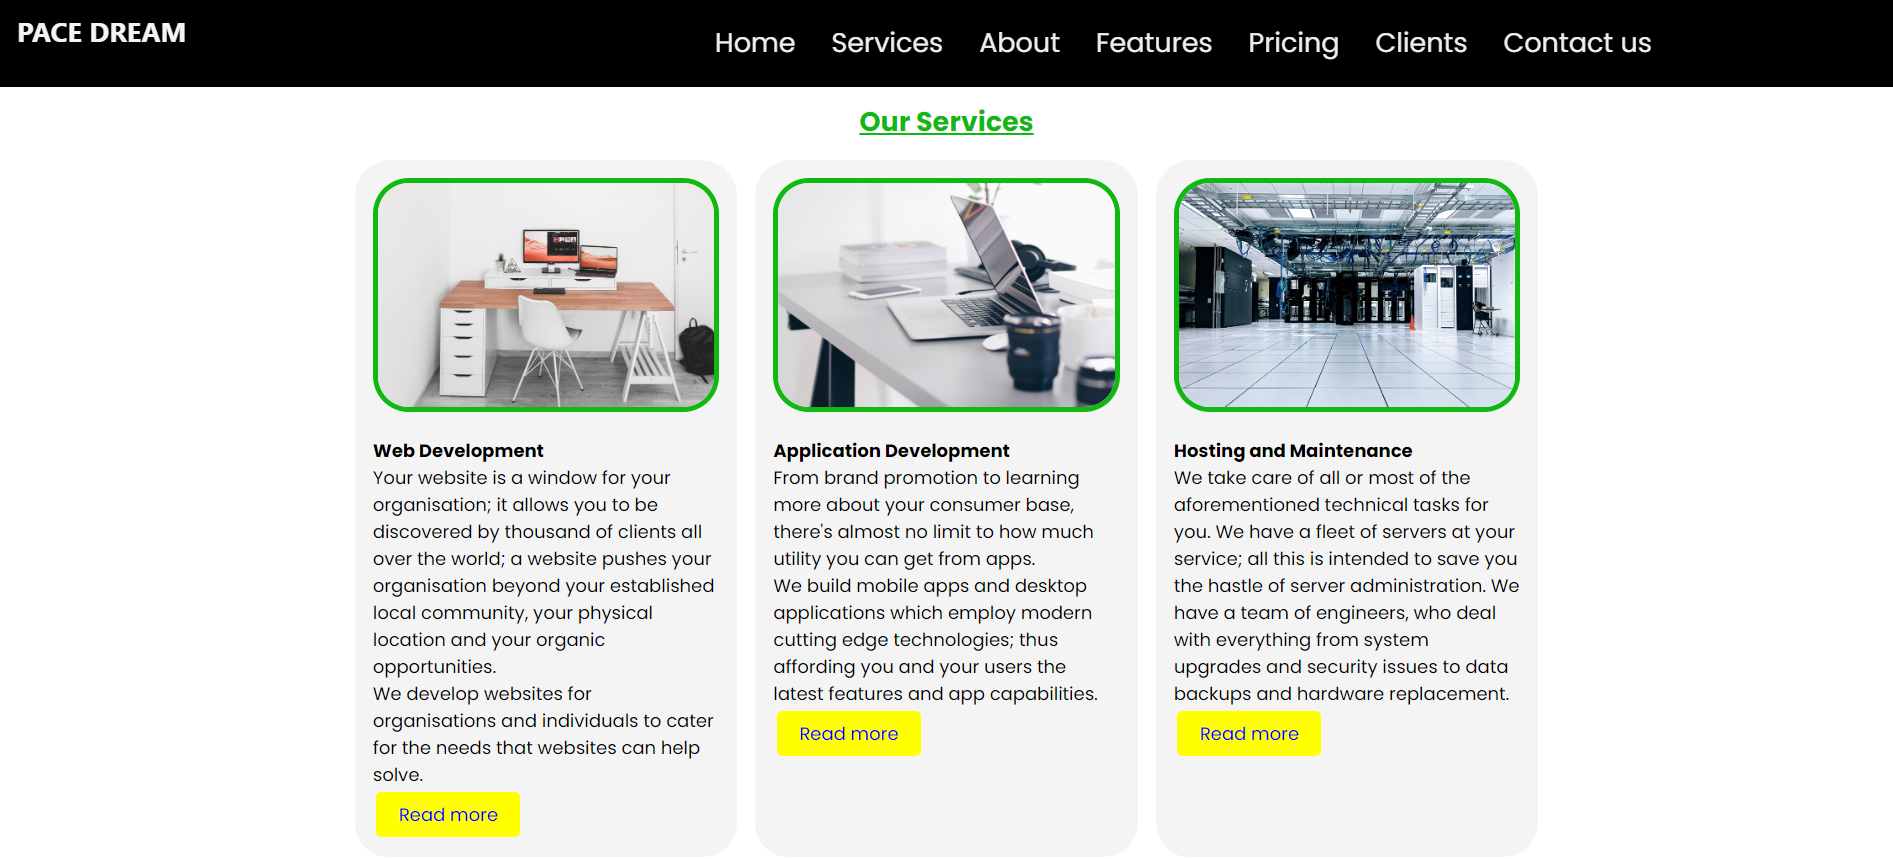 PACE DREAM
Home Services About Features Pricing Clients Contact us
Our Services
Web Development
Your website is a window for your
organisation; it allows you to be
discovered by thousand of clients all
over the world; a website pushes your
organisation beyond your established
local community, your physical
location and your organic
opportunities.
We develop websites for
organisations and individuals to cater
for the needs that websites can help
solve.
Read more
Application Development
From brand promotion to learning
more about your consumer base,
there's almost no limit to how much
utility you can get from apps.
We build mobile apps and desktop
applications which employ modern
cutting edge technologies; thus
affording you and your users the
latest features and app capabilities.
Read more
Hosting and Maintenance
We take care of all or most of the
aforementioned technical tasks for
you. We have a fleet of servers at your
service; all this is intended to save you
the hastle of server administration. We
have a team of engineers, who deal
with everything from system
upgrades and security issues to data
backups and hardware replacement.
Read more